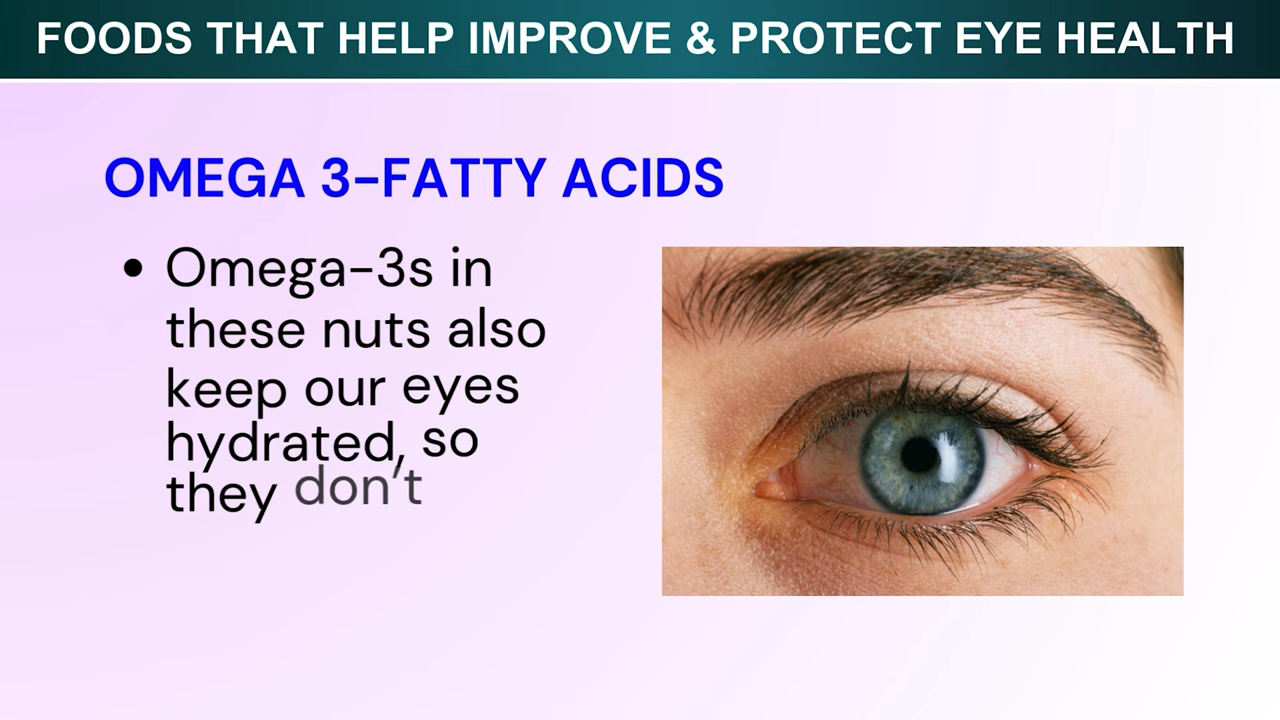 FOODS THAT HELP IMPROVE & PROTECT EYE HEALTH
OMEGA 3-FATTY ACIDS
• Omega-3s in
these nuts also
keep our eyes
hydrated, so
they don't